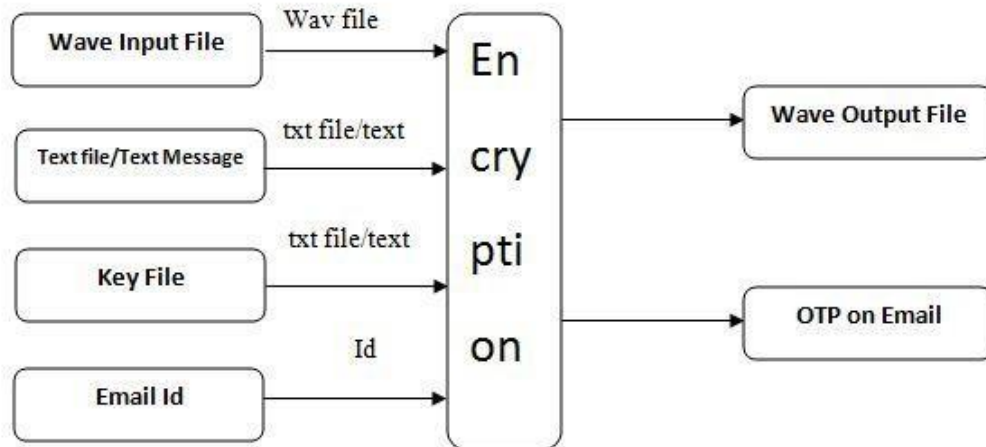 Wave Input File
Wav file
Text file/Text Message
txt file/text
Key File
txt file/text
Email Id
Id
En
cry
pti
on
Wave Output File
OTP on Email